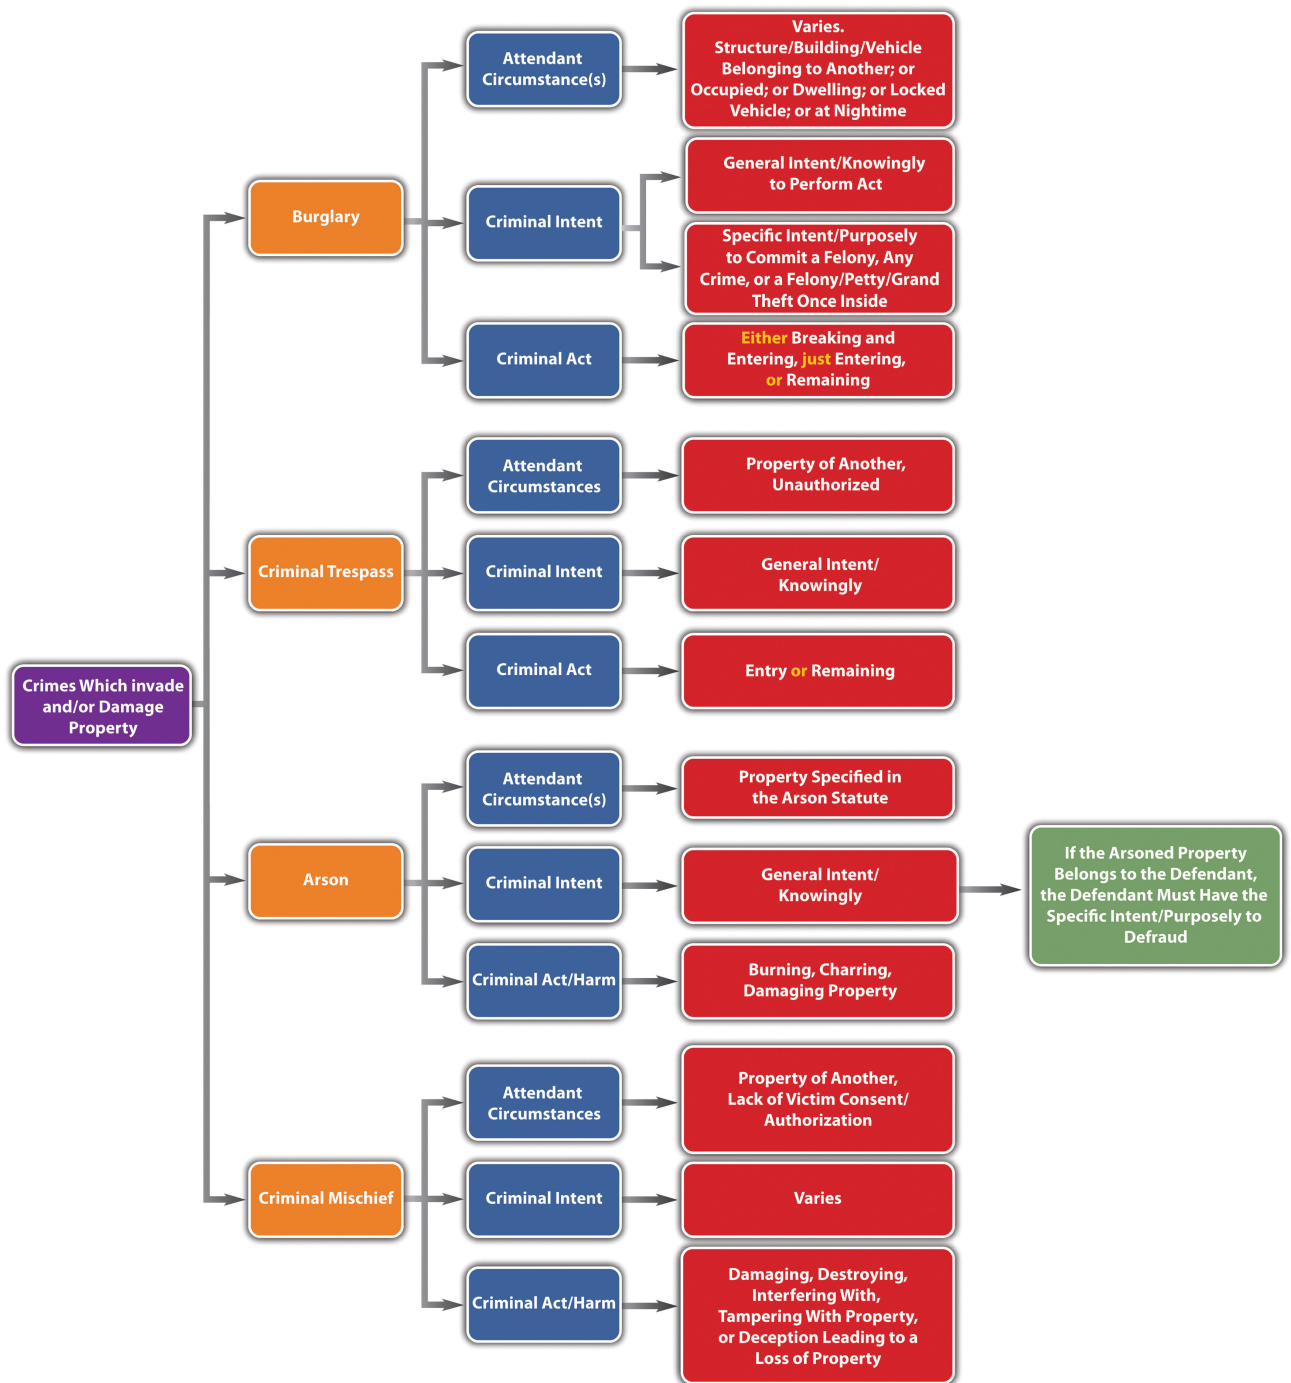 Crimes Which invade
and/or Damage
Property
Burglary
Attendant
Circumstance(s)
Varies.
Structure/Building/Vehicle
Belonging to Another; or
Occupied; or Dwelling; or Locked
Vehicle; or at Nightime
Criminal Intent
General Intent/Knowingly
to Perform Act
Specific Intent/Purposely
to Commit a Felony, Any
Crime, or a Felony/Petty/Grand
Theft Once Inside
Criminal Act
Either Breaking and
Entering, just Entering,
or Remaining
Criminal Trespass
Attendant
Circumstances
Property of Another,
Unauthorized
Criminal Intent
General Intent/
Knowingly
Criminal Act
Entry or Remaining
Arson
Attendant
Circumstance(s)
Property Specified in
the Arson Statute
Criminal Intent
General Intent/
Knowingly
If the Arsoned Property
Belongs to the Defendant,
the Defendant Must Have the
Specific Intent/Purposely to
Defraud
Criminal Act/Harm
Burning, Charring,
Damaging Property
Criminal Mischief
Attendant
Circumstances
Property of Another,
Lack of Victim Consent/
Authorization
Criminal Intent
Varies
Criminal Act/Harm
Damaging, Destroying,
Interfering With,
Tampering With Property,
or Deception Leading to a
Loss of Property